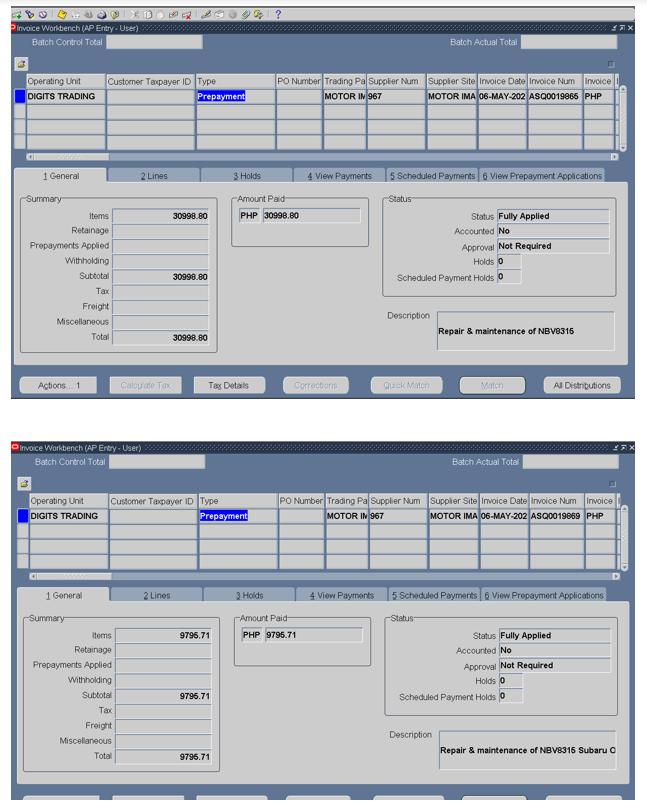 Invoice Workbench (AP Entry - User)
Batch Control Total
Batch Actual Total
Operating Unit Customer Taxpayer ID Type PO Number Trading Pa Supplier Num Supplier Site Invoice Date Invoice Num Invoice
DIGITS TRADING Prepayment MOTOR IM 967 MOTOR IMA 06-MAY-202 ASQ0019865 PHP
1 General 2 Lines 3 Holds 4 View Payments 5 Scheduled Payments 6 View Prepayment Applications
Summary
Items 30998.80
Retainage
Prepayments Applied
Withholding
Subtotal 30998.80
Tax
Freight
Miscellaneous
Total 30998.80
Amount Paid
PHP 30998.80
Status
Status Fully Applied
Accounted No
Approval Not Required
Holds 0
Scheduled Payment Holds 0
Description Repair & maintenance of NBV8316
Actions... 1 Calculate Tax Tax Details Corrections Quick Match Match All Distributions
Invoice Workbench (AP Entry - User)
Batch Control Total
Batch Actual Total
Operating Unit Customer Taxpayer ID Type PO Number Trading Pa Supplier Num Supplier Site Invoice Date Invoice Num Invoice
DIGITS TRADING Prepayment MOTOR IM 967 MOTOR IMA 06-MAY-202 ASQ0019869 PHP
1 General 2 Lines 3 Holds 4 View Payments 5 Scheduled Payments 6 View Prepayment Applications
Summary
Items 9795.71
Retainage
Prepayments Applied
Withholding
Subtotal 9795.71
Tax
Freight
Miscellaneous
Total 9795.71
Amount Paid
PHP 9795.71
Status
Status Fully Applied
Accounted No
Approval Not Required
Holds 0
Scheduled Payment Holds 0
Description Repair & maintenance of NBV8316 Subaru O